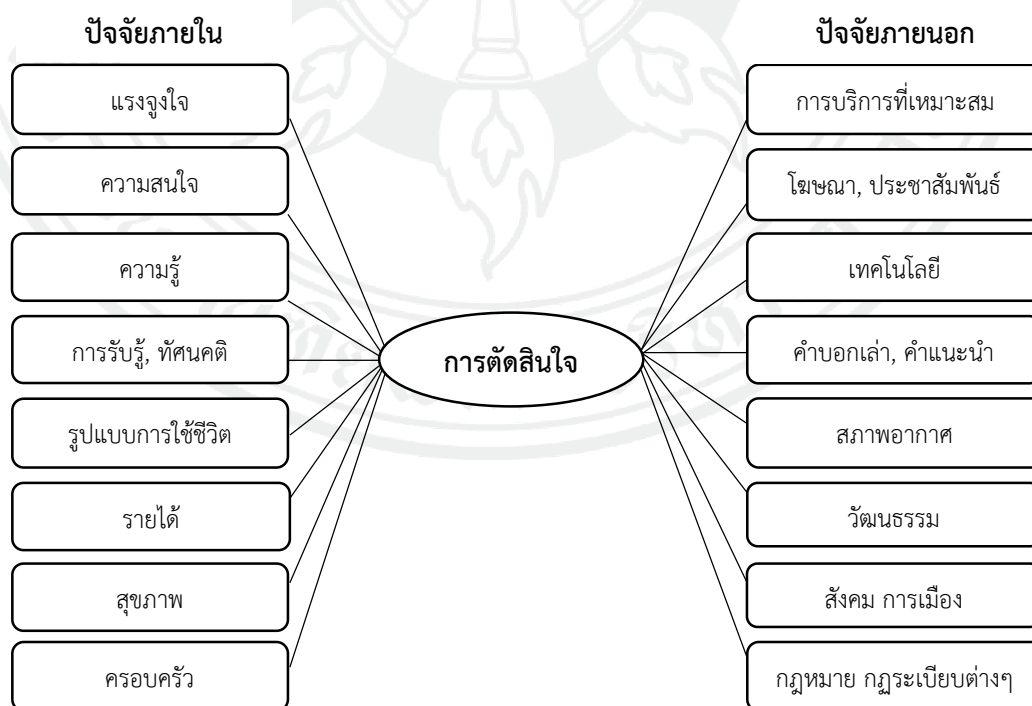 ปัจจัยภายใน
แรงจูงใจ
ความสนใจ
ความรู้
การรับรู้, ทัศนคติ
รูปแบบการใช้ชีวิต
รายได้
สุขภาพ
ครอบครัว
การตัดสินใจ
ปัจจัยภายนอก
การบริการที่เหมาะสม
โฆษณา, ประชาสัมพันธ์
เทคโนโลยี
คำบอกเล่า, คำแนะนำ
สภาพอากาศ
วัฒนธรรม
สังคม การเมือง
กฎหมาย กฎระเบียบต่างๆ